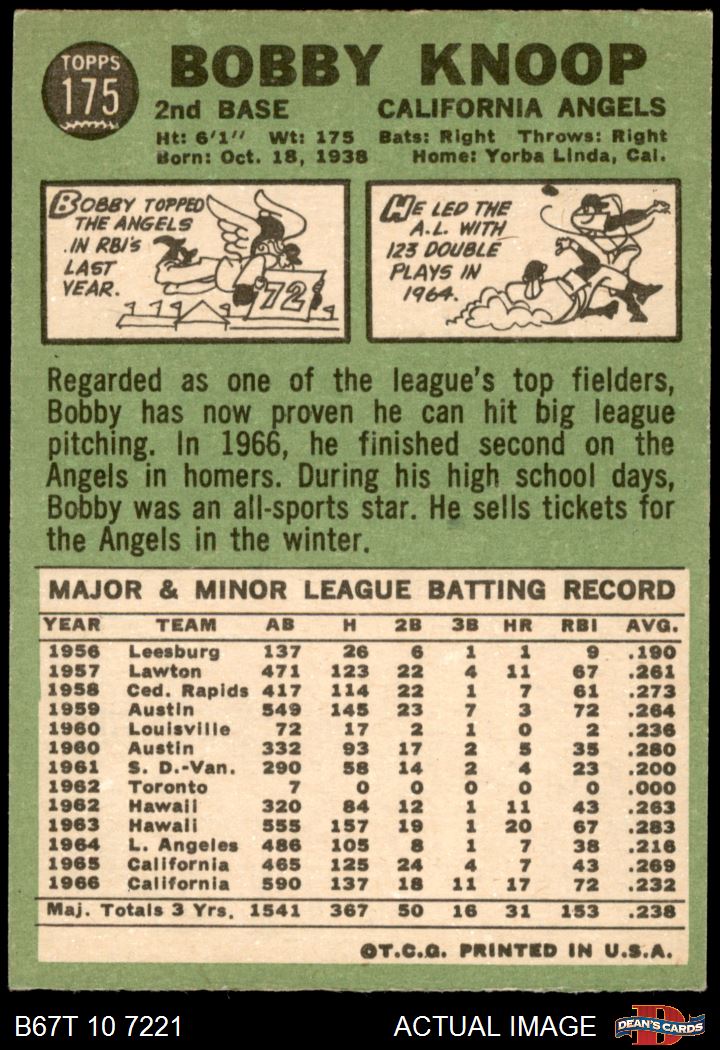 TOPPS
175
BOBBY KNOOP
2nd BASE CALIFORNIA ANGELS
Ht: 6'1" Wt: 175 Bats: Right Throws: Right
Born: Oct. 18, 1938 Home: Yorba Linda, Cal.
BOBBY TOPPED
THE ANGELS
IN RBI's
LAST
YEAR.
72
HE LED THE
A.L. WITH
123 DOUBLE
PLAYS IN
1964.
Regarded as one of the league's top fielders,
Bobby has now proven he can hit big league
pitching. In 1966, he finished second on the
Angels in homers. During his high school days,
Bobby was an all-sports star. He sells tickets for
the Angels in the winter.
MAJOR & MINOR LEAGUE BATTING RECORD
YEAR TEAM AB H 2B 3B HR RBI AVG.
1956 Leesburg 137 26 6 1 1 9 .190
1957 Lawton 471 123 22 4 11 67 .261
1958 Ced. Rapids 417 114 22 1 7 61 .273
1959 Austin 549 145 23 7 3 72 .264
1960 Louisville 72 17 2 1 0 2 .236
1960 Austin 332 93 17 2 5 35 .280
1961 S. D.-Van. 290 58 14 2 4 23 .200
1962 Toronto 7 0 0 0 0 0 .000
1962 Hawaii 320 84 12 1 11 43 .263
1963 Hawaii 555 157 19 1 20 67 .283
1964 L. Angeles 486 105 8 1 7 38 .216
1965 California 465 125 24 4 7 43 .269
1966 California 590 137 18 11 17 72 .232
Maj. Totals 3 Yrs. 1541 367 50 16 31 153 .238
©T.C.G. PRINTED IN U.S.A.
B67T 10 7221 ACTUAL IMAGE
D
DEAN'S CARDS